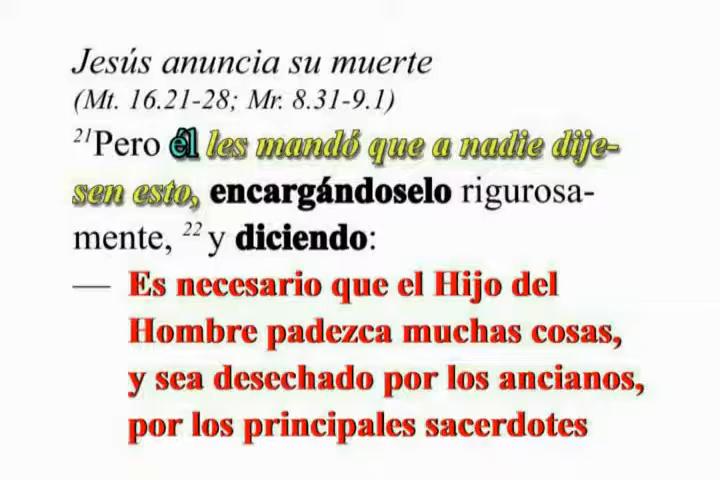 Jesús anuncia su muerte
(Mt. 16.21-28; Mr. 8.31-9.1)
21Pero él les mandó que a nadie dije-
sen esto, encargándoselo rigurosa-
mente, 22 y diciendo:
— Es necesario que el Hijo del
Hombre padezca muchas cosas,
y sea desechado por los ancianos,
por los principales sacerdotes